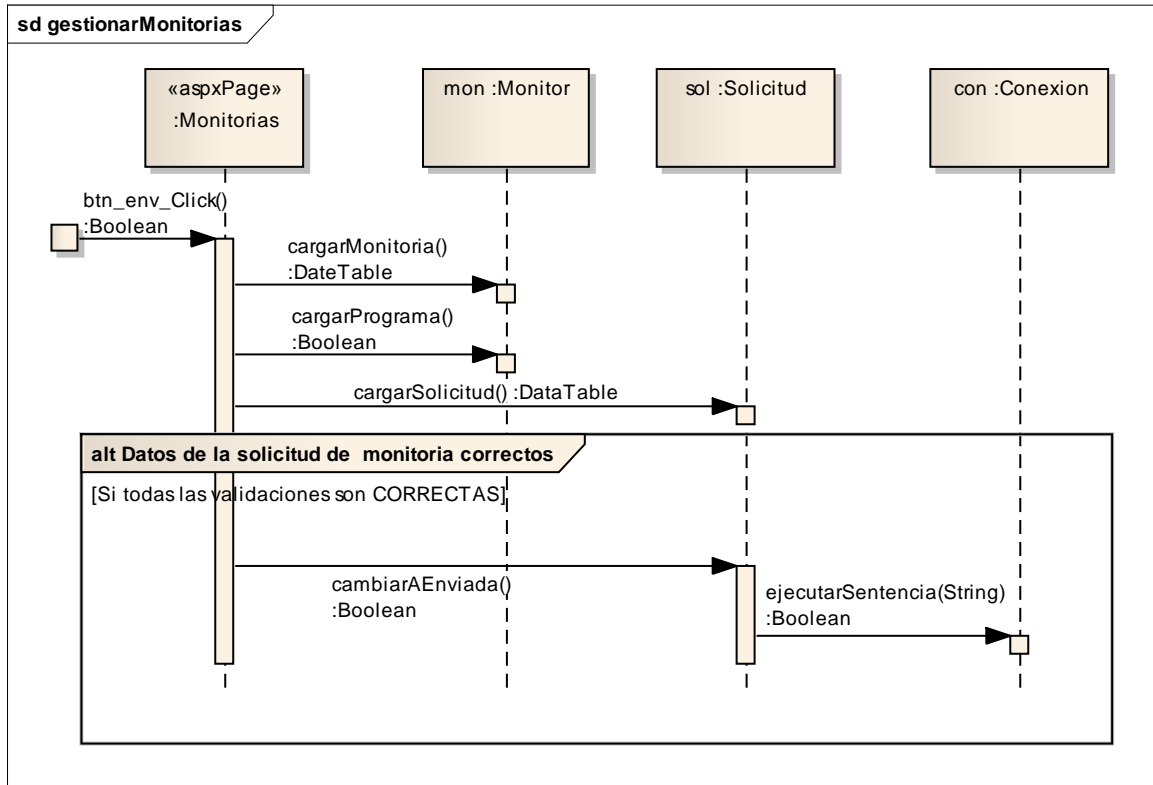 sd gestionarMonitorias
«aspxPage»
:Monitorias
mon :Monitor
sol :Solicitud
con :Conexion
btn_env_Click()
:Boolean
cargarMonitoria()
:DateTable
cargarPrograma()
:Boolean
cargarSolicitud() :DataTable
alt Datos de la solicitud de monitoria correctos
[Si todas las validaciones son CORRECTAS]
cambiarAEnviada()
:Boolean
ejecutarSentencia(String)
:Boolean